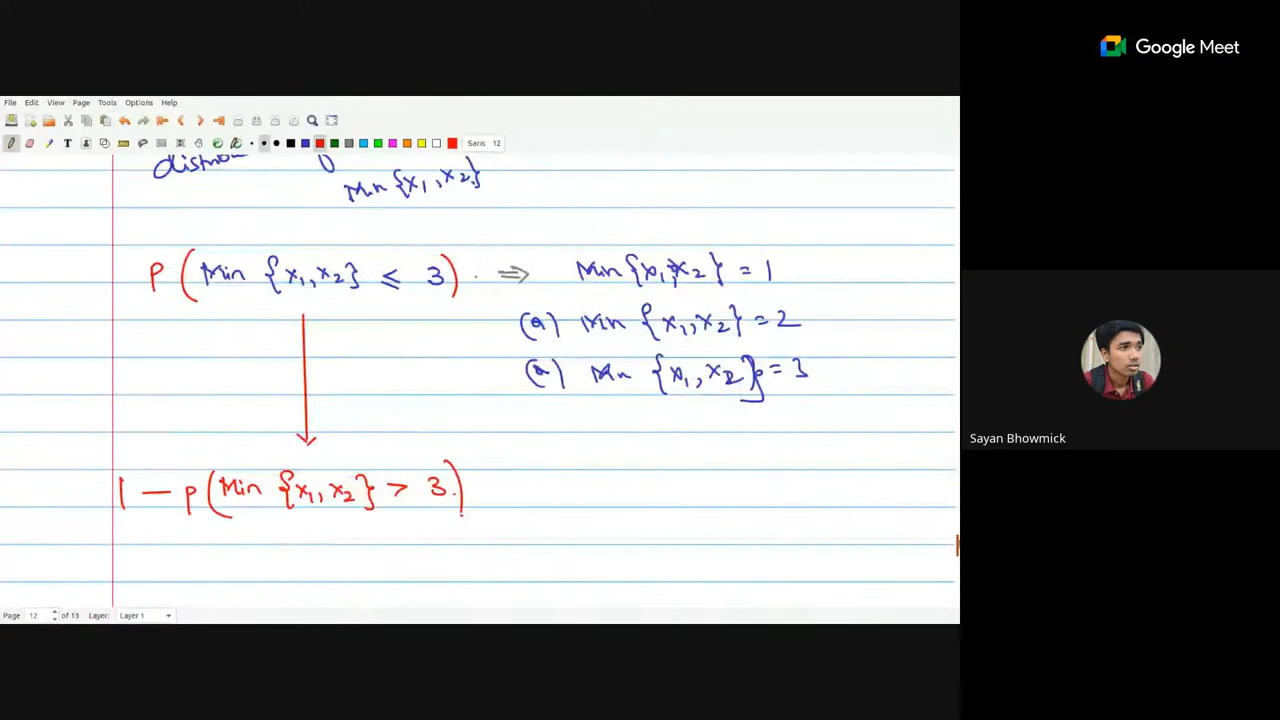 Google Meet
File Edit View Page Tools Options Help
Sans 12
Min {x₁, x₂}
P (Min {x₁, x₂} ≤ 3) ⇒ Min {x₁, x₂} = 1
Min {x₁, x₂} = 2
Min {x₁, x₂} = 3
1 — P (Min {x₁, x₂} > 3.)
Sayan Bhowmick
Page 12 of 13 Layer: Layer 1